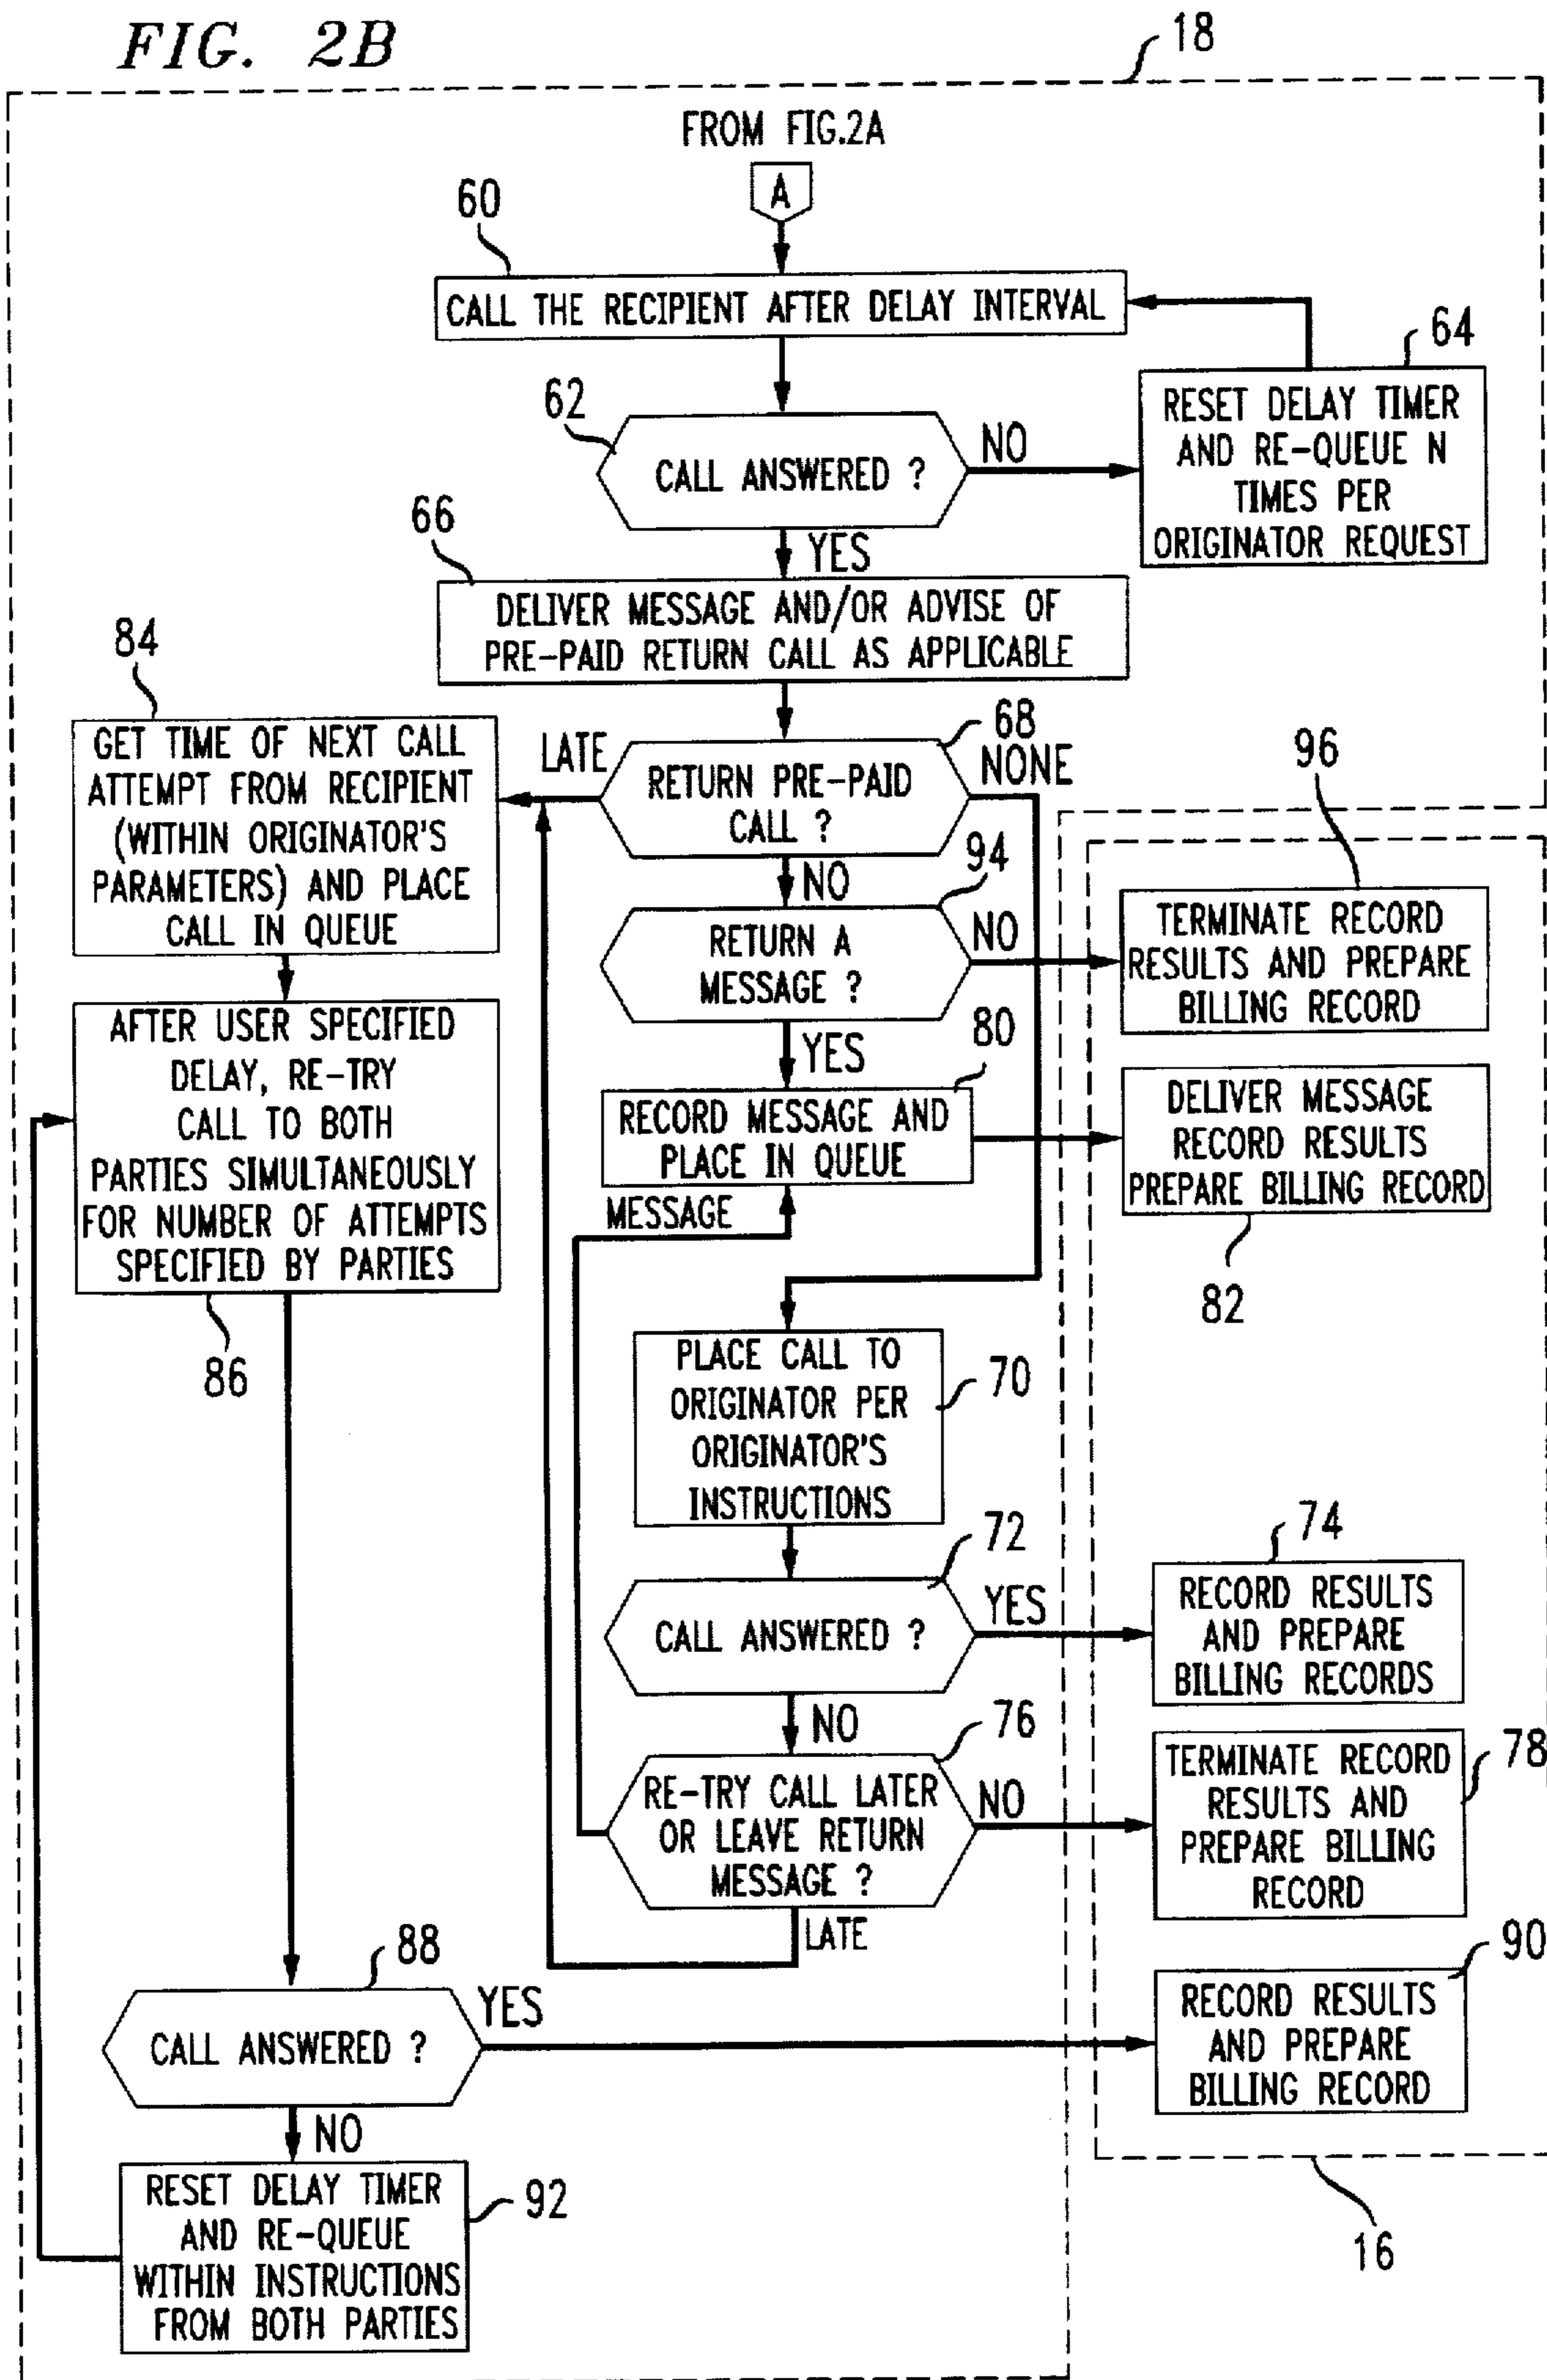 FIG. 2B
18
FROM FIG.2A
A
60
CALL THE RECIPIENT AFTER DELAY INTERVAL
64
RESET DELAY TIMER
AND RE-QUEUE N
TIMES PER
ORIGINATOR REQUEST
62
CALL ANSWERED ?
NO
YES
66
DELIVER MESSAGE AND/OR ADVISE OF
PRE-PAID RETURN CALL AS APPLICABLE
84
GET TIME OF NEXT CALL
ATTEMPT FROM RECIPIENT
(WITHIN ORIGINATOR'S
PARAMETERS) AND PLACE
CALL IN QUEUE
LATE
68
RETURN PRE-PAID
CALL ?
NONE
NO
94
RETURN A
MESSAGE ?
NO
YES
96
TERMINATE RECORD
RESULTS AND PREPARE
BILLING RECORD
AFTER USER SPECIFIED
DELAY, RE-TRY
CALL TO BOTH
PARTIES SIMULTANEOUSLY
FOR NUMBER OF ATTEMPTS
SPECIFIED BY PARTIES
86
80
RECORD MESSAGE AND
PLACE IN QUEUE
MESSAGE
DELIVER MESSAGE
RECORD RESULTS
PREPARE BILLING RECORD
82
PLACE CALL TO
ORIGINATOR PER
ORIGINATOR'S
INSTRUCTIONS
70
72
CALL ANSWERED ?
YES
NO
74
RECORD RESULTS
AND PREPARE
BILLING RECORDS
76
RE-TRY CALL LATER
OR LEAVE RETURN
MESSAGE ?
NO
LATE
78
TERMINATE RECORD
RESULTS AND
PREPARE BILLING
RECORD
88
CALL ANSWERED ?
YES
NO
90
RECORD RESULTS
AND PREPARE
BILLING RECORD
RESET DELAY TIMER
AND RE-QUEUE
WITHIN INSTRUCTIONS
FROM BOTH PARTIES
92
16